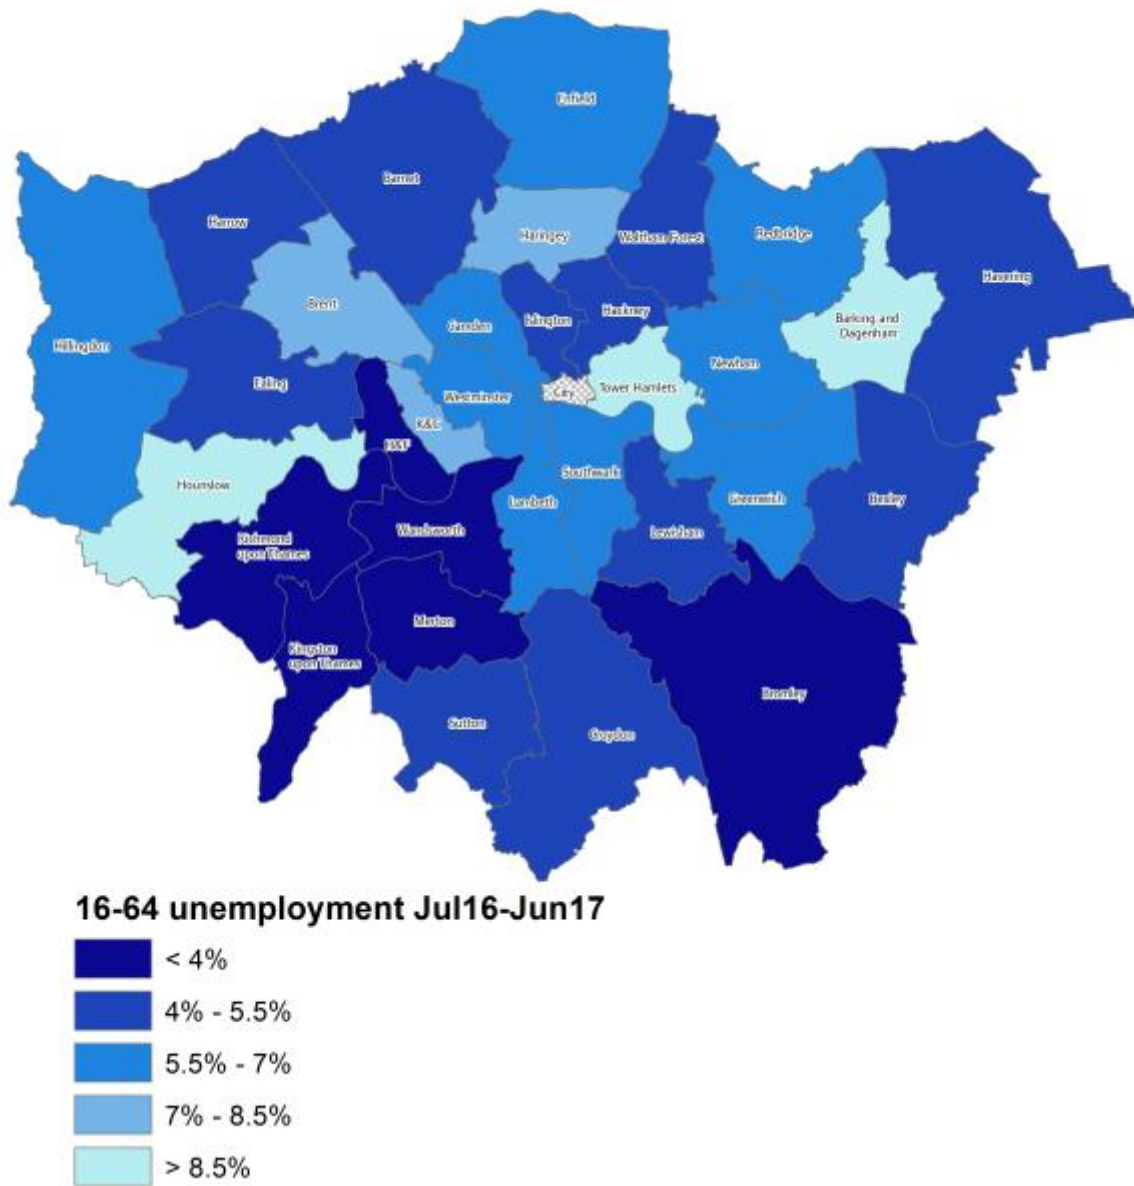 Enfield
Barnet
Harrow
Haringey
Waltham Forest
Redbridge
Havering
Brent
Camden
Islington
Hackney
Barking and
Dagenham
Hillingdon
Ealing
Newham
Westminster
City
Tower Hamlets
K&C
H&F
Hounslow
Southwark
Lambeth
Greenwich
Bexley
Wandsworth
Lewisham
Richmond
upon Thames
Merton
Kingston
upon Thames
Bromley
Sutton
Croydon
16-64 unemployment Jul16-Jun17
< 4%
4% - 5.5%
5.5% - 7%
7% - 8.5%
> 8.5%